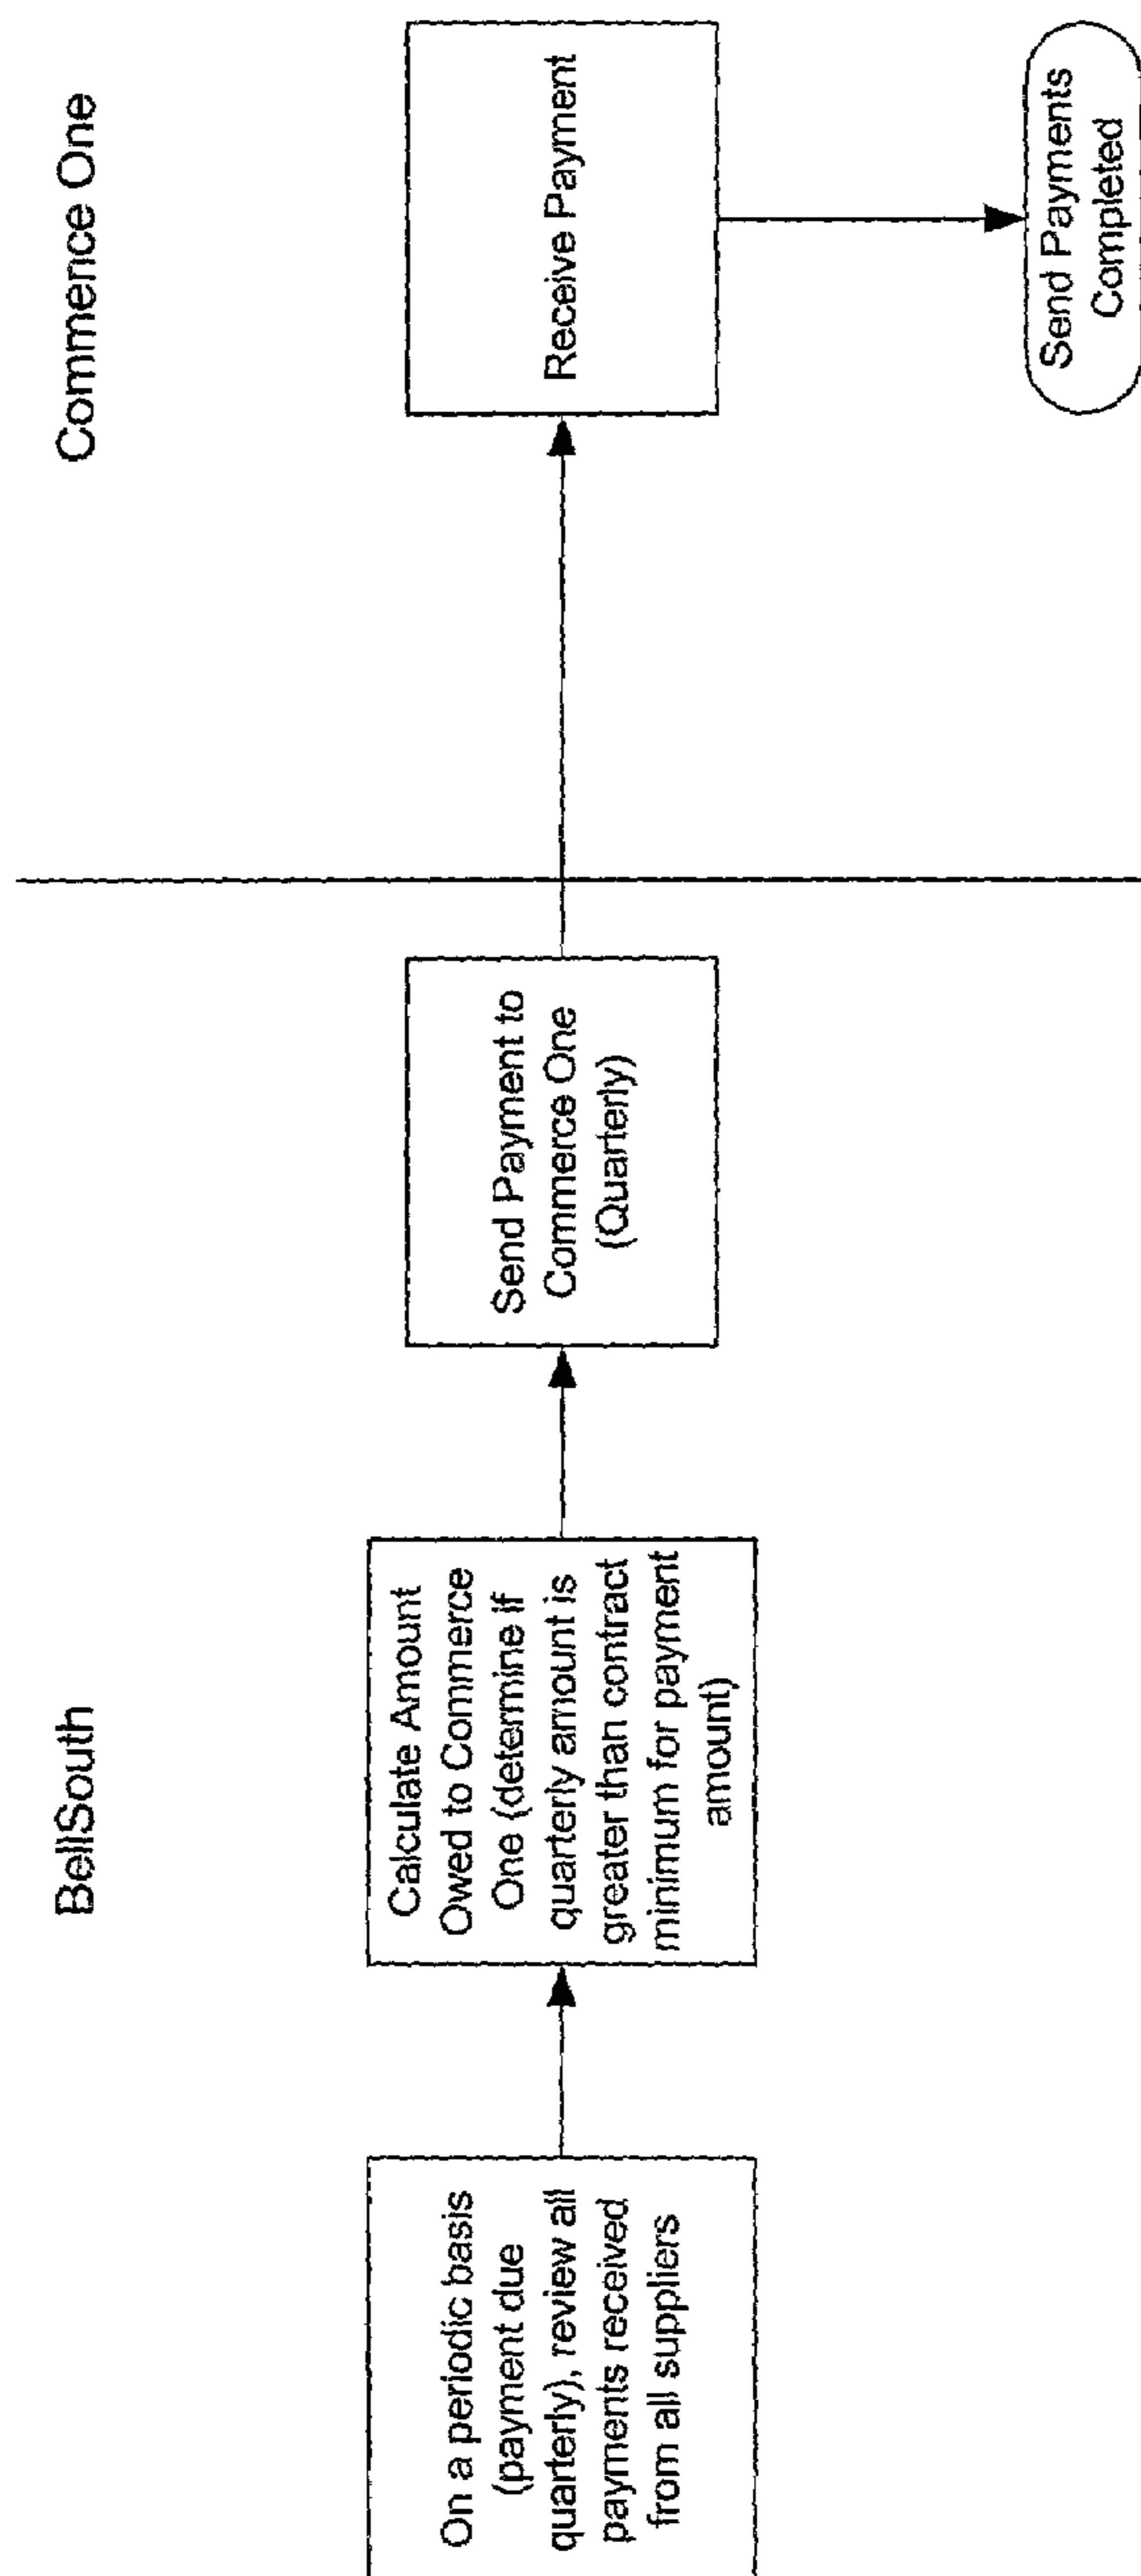 BellSouth
Commence One
On a periodic basis
(payment due
quarterly), review all
payments received
from all suppliers
Calculate Amount
Owed to Commerce
One (determine if
quarterly amount is
greater than contract
minimum for payment
amount)
Send Payment to
Commerce One
(Quarterly)
Receive Payment
Send Payments
Completed